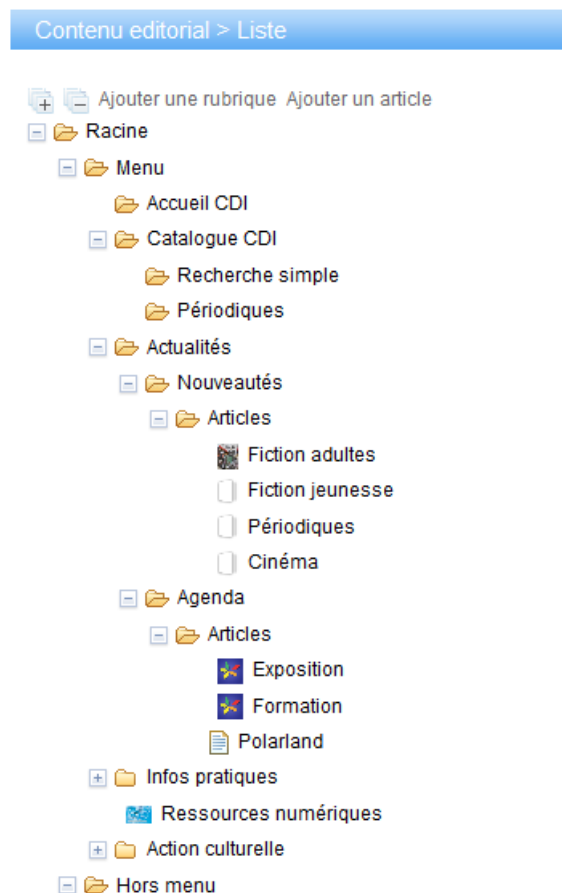 Contenu editorial > Liste
Ajouter une rubrique Ajouter un article
Racine
Menu
Accueil CDI
Catalogue CDI
Recherche simple
Périodiques
Actualités
Nouveautés
Articles
Fiction adultes
Fiction jeunesse
Périodiques
Cinéma
Agenda
Articles
Exposition
Formation
Polarland
Infos pratiques
Ressources numériques
Action culturelle
Hors menu